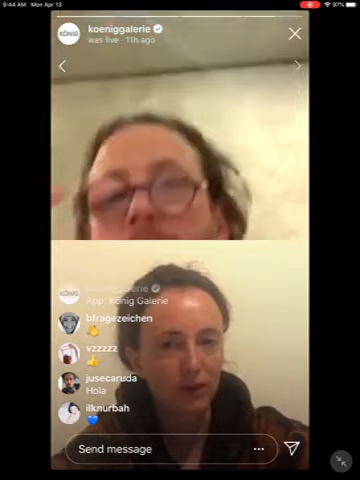 9:44 AM Mon Apr 13
97%
KÖNIG
koeniggalerie
was live · 11h ago
KÖNIG
koeniggalerie
App: König Galerie
bfragezeichen
vzzzzz
jusecaruda
Hola
ilknurbah
Send message